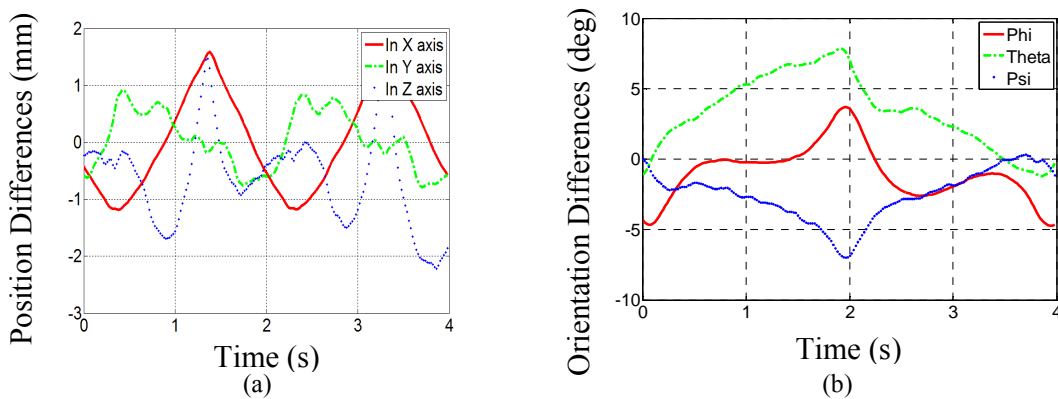 Position Differences (mm)
2
1
0
-1
-2
-3
0
1
2
3
4
In X axis
In Y axis
In Z axis
Time (s)
(a)
Orientation Differences (deg)
10
5
0
-5
-10
0
1
2
3
4
Phi
Theta
Psi
Time (s)
(b)